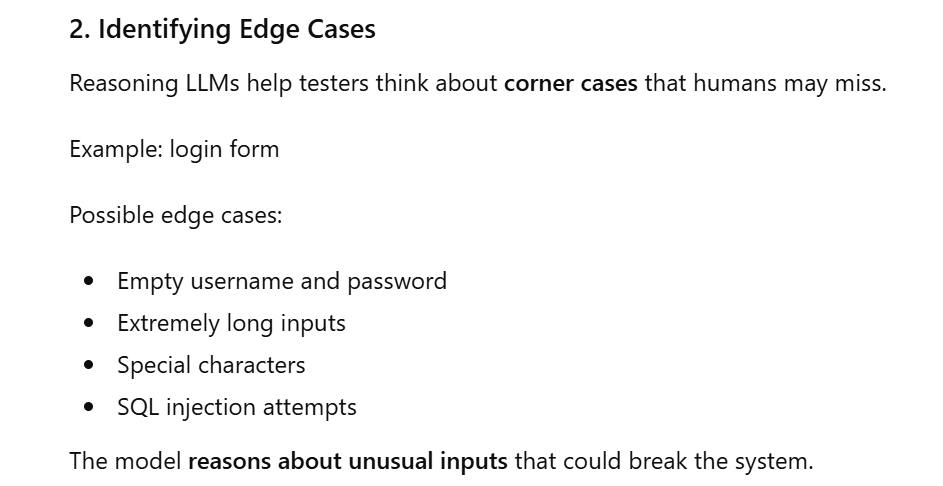 2. Identifying Edge Cases
Reasoning LLMs help testers think about corner cases that humans may miss.
Example: login form
Possible edge cases:
• Empty username and password
• Extremely long inputs
• Special characters
• SQL injection attempts
The model reasons about unusual inputs that could break the system.